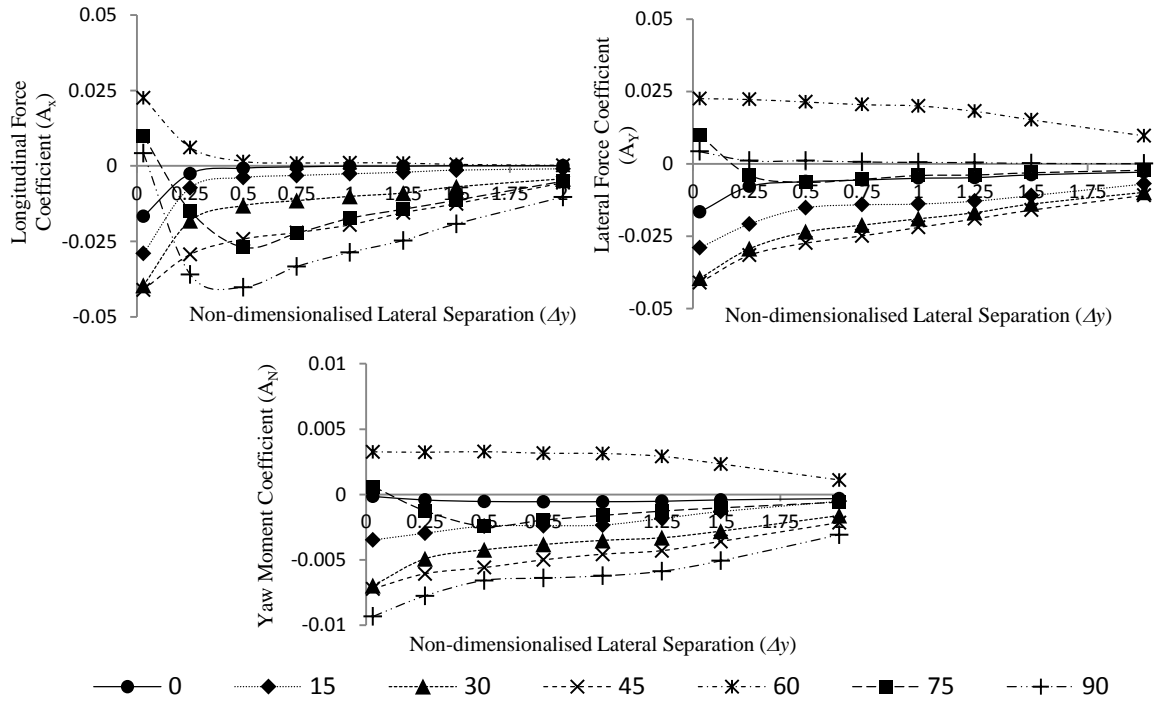 0.05
0.025
0
-0.025
-0.05
0 0.25 0.5 0.75 1 1.25 1.5 1.75
Longitudinal Force
Coefficient (Aₓ)
Non-dimensionalised Lateral Separation (Δy)
0.05
0.025
0
-0.025
-0.05
0 0.25 0.5 0.75 1 1.25 1.5 1.75
Lateral Force Coefficient
(A_Y)
Non-dimensionalised Lateral Separation (Δy)
0.01
0.005
0
-0.005
-0.01
0 0.25 0.5 0.75 1 1.25 1.5 1.75
Yaw Moment Coefficient (A_N)
Non-dimensionalised Lateral Separation (Δy)
0 15 30 45 60 75 90